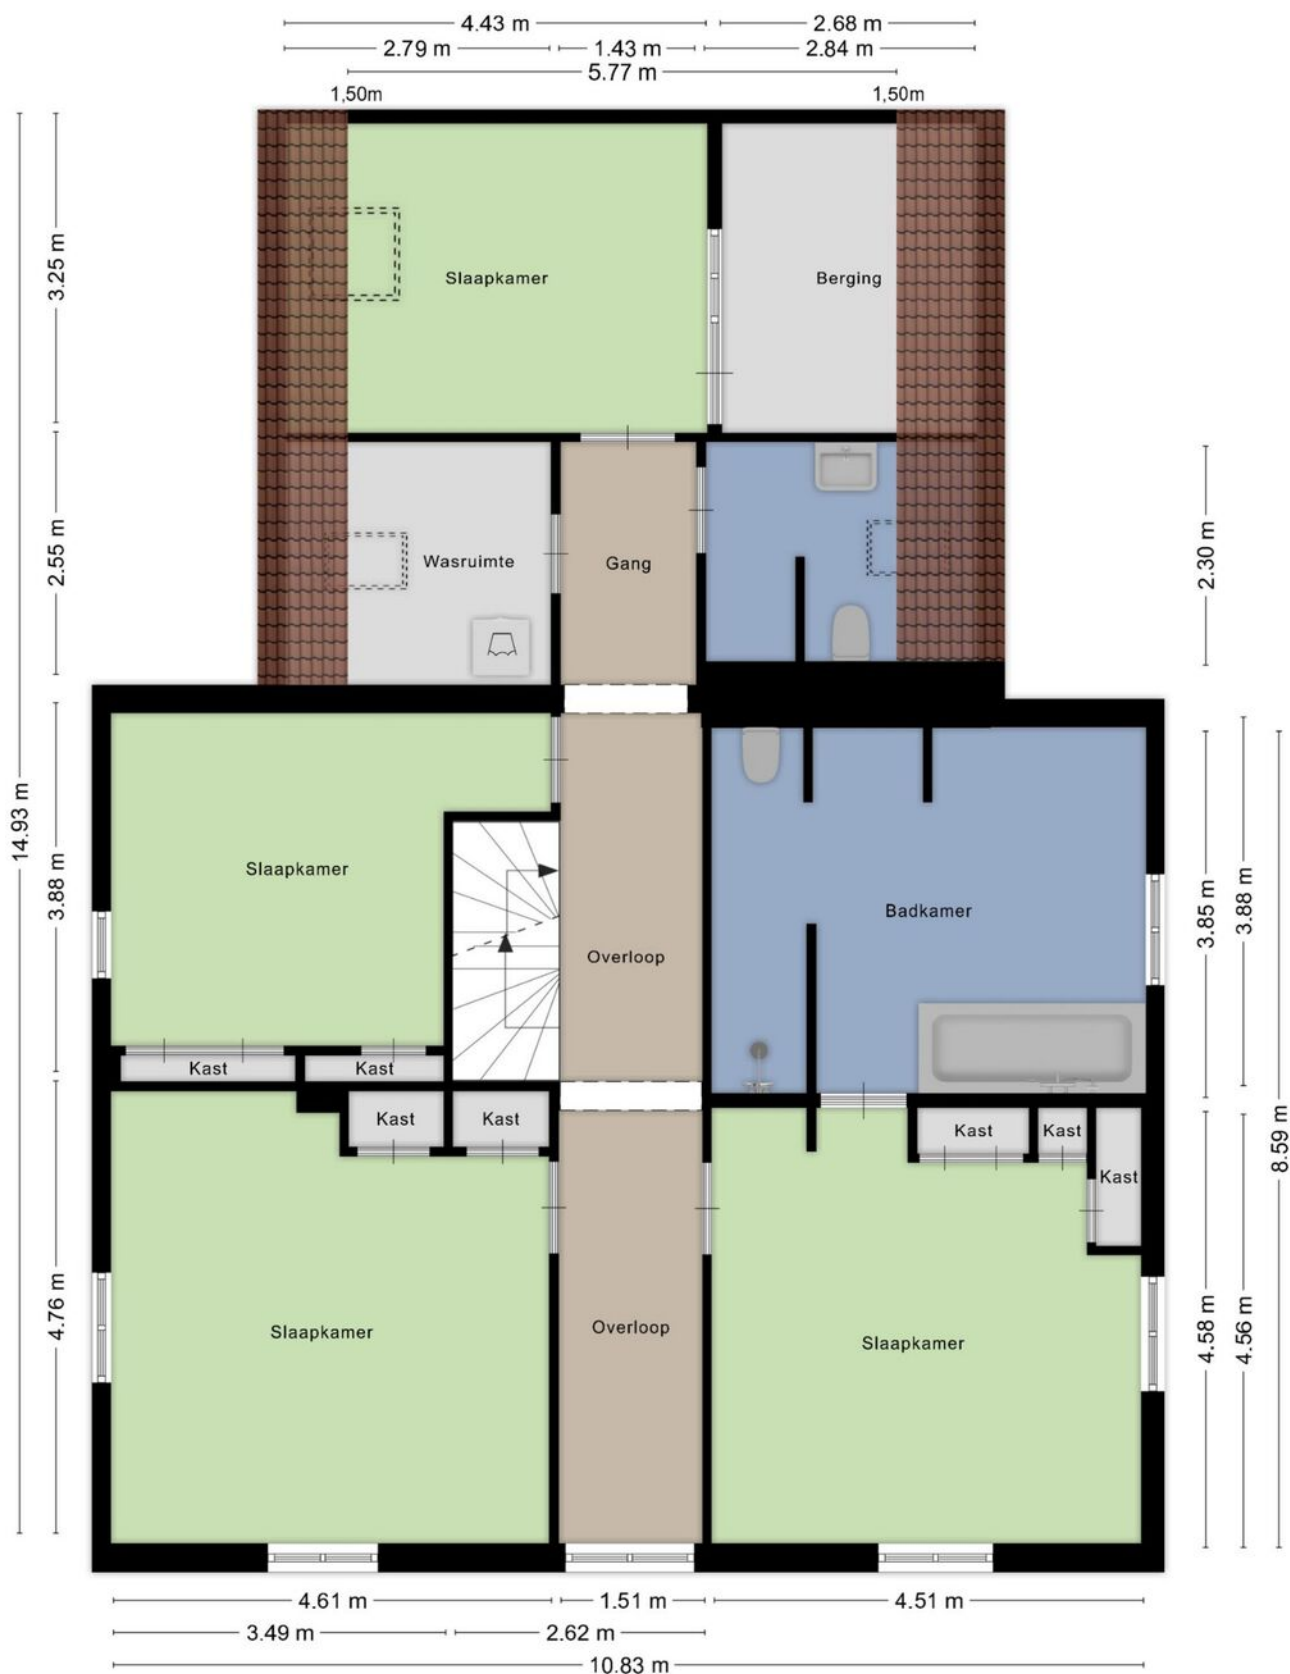 4.43 m
2.68 m
2.79 m
1.43 m
2.84 m
5.77 m
1,50m
1,50m
3.25 m
Slaapkamer
Berging
2.55 m
Wasruimte
Gang
2.30 m
14.93 m
3.88 m
Slaapkamer
Overloop
Badkamer
3.85 m
3.88 m
8.59 m
Kast
Kast
Kast
Kast
Kast
Kast
Kast
4.76 m
Slaapkamer
Overloop
Slaapkamer
4.58 m
4.56 m
4.61 m
1.51 m
4.51 m
3.49 m
2.62 m
10.83 m